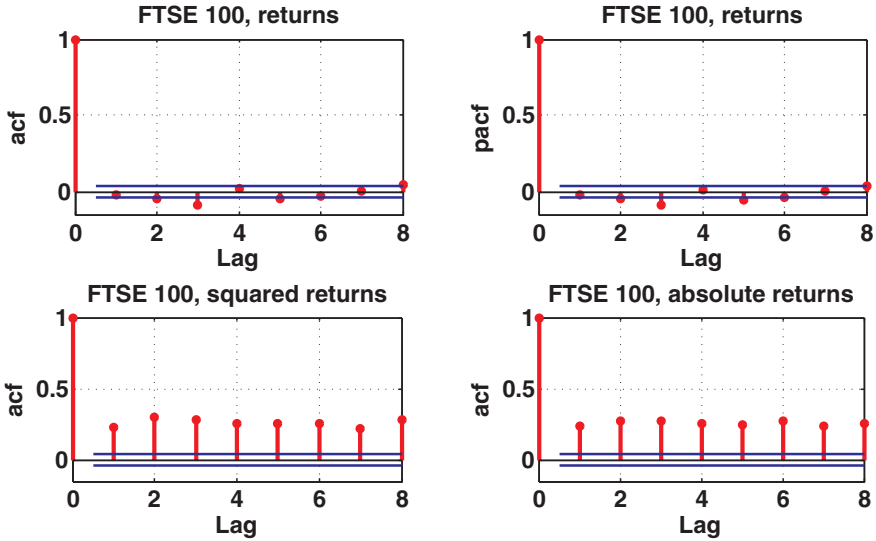 FTSE 100, returns
1
0.5
0
acf
0 2 4 6 8
Lag
FTSE 100, returns
1
0.5
0
pacf
0 2 4 6 8
Lag
FTSE 100, squared returns
1
0.5
0
acf
0 2 4 6 8
Lag
FTSE 100, absolute returns
1
0.5
0
acf
0 2 4 6 8
Lag